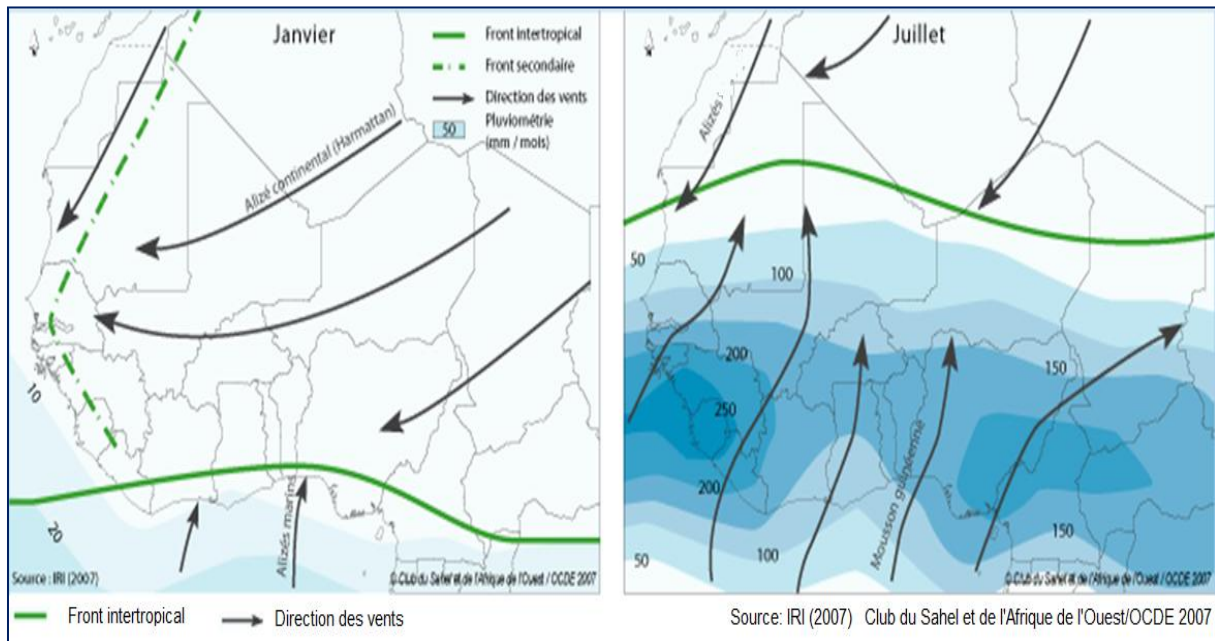 Janvier
Front intertropical
Front secondaire
Direction des vents
50
Pluviométrie
(mm / mois)
Alizé continental (Harmattan)
10
20
Alizés marins
Source : IRI (2007)
© Club du Sahel et de l'Afrique de l'Ouest / OCDE 2007
Juillet
Alizés
50
100
200
150
250
200
Mousson guinéenne
150
50
100
© Club du Sahel et de l'Afrique de l'Ouest / OCDE 2007
Front intertropical
Direction des vents
Source: IRI (2007) Club du Sahel et de l'Afrique de l'Ouest/OCDE 2007